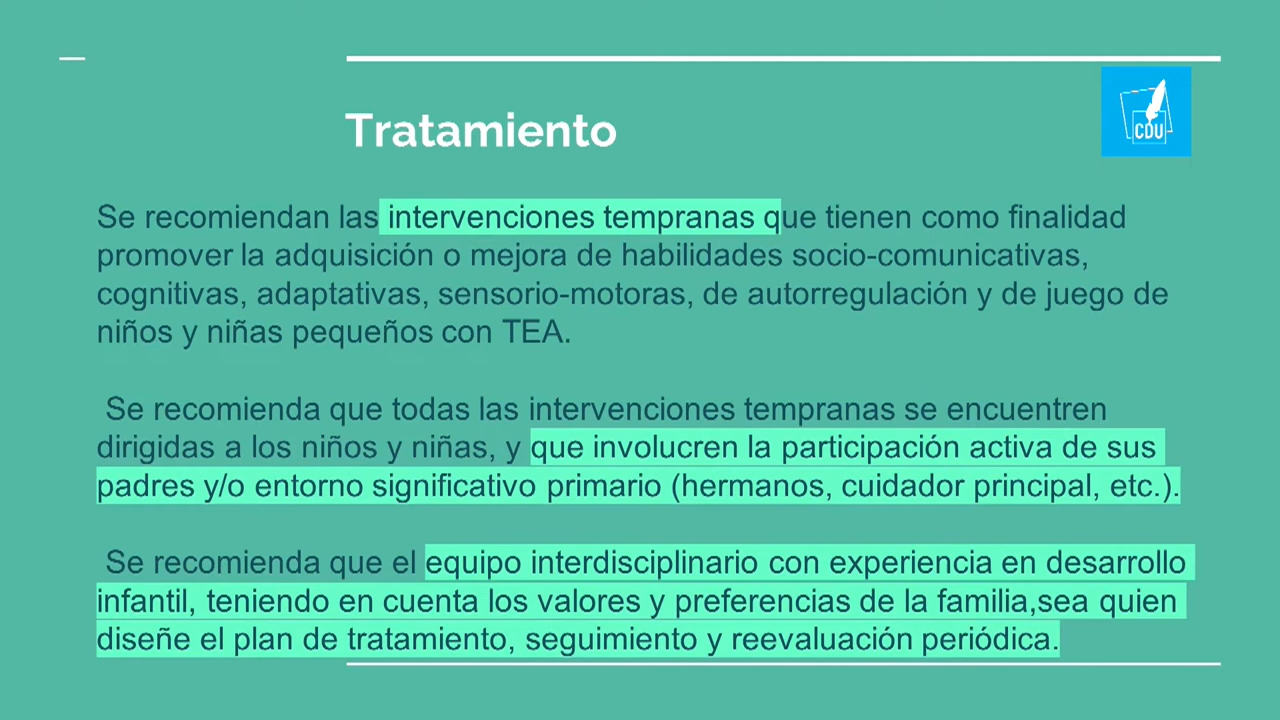 Tratamiento
CDU
Se recomiendan las intervenciones tempranas que tienen como finalidad
promover la adquisición o mejora de habilidades socio-comunicativas,
cognitivas, adaptativas, sensorio-motoras, de autorregulación y de juego de
niños y niñas pequeños con TEA.
Se recomienda que todas las intervenciones tempranas se encuentren
dirigidas a los niños y niñas, y que involucren la participación activa de sus
padres y/o entorno significativo primario (hermanos, cuidador principal, etc.).
Se recomienda que el equipo interdisciplinario con experiencia en desarrollo
infantil, teniendo en cuenta los valores y preferencias de la familia,sea quien
diseñe el plan de tratamiento, seguimiento y reevaluación periódica.